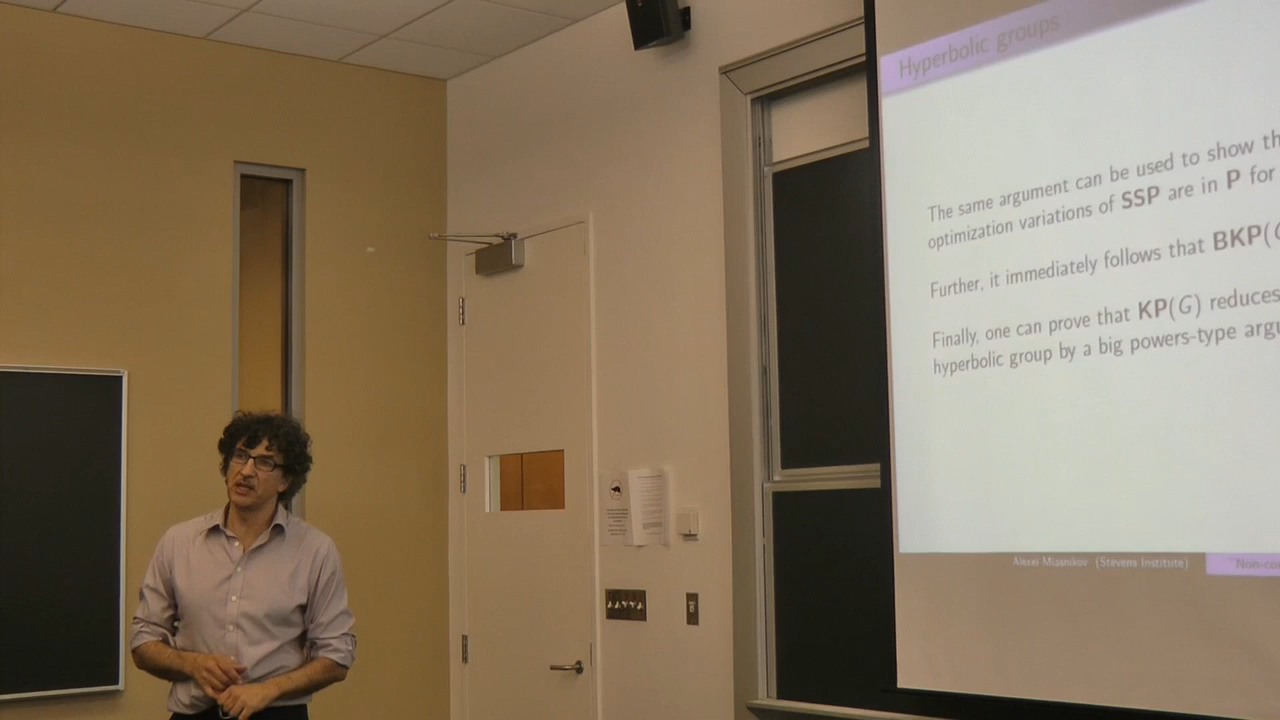 Hyperbolic groups
The same argument can be used to show th
optimization variations of SSP are in P for
Further, it immediately follows that BKP(
Finally, one can prove that KP(G) reduces
hyperbolic group by a big powers-type argu
Alexei Miasnikov (Stevens Institute)
Non-co